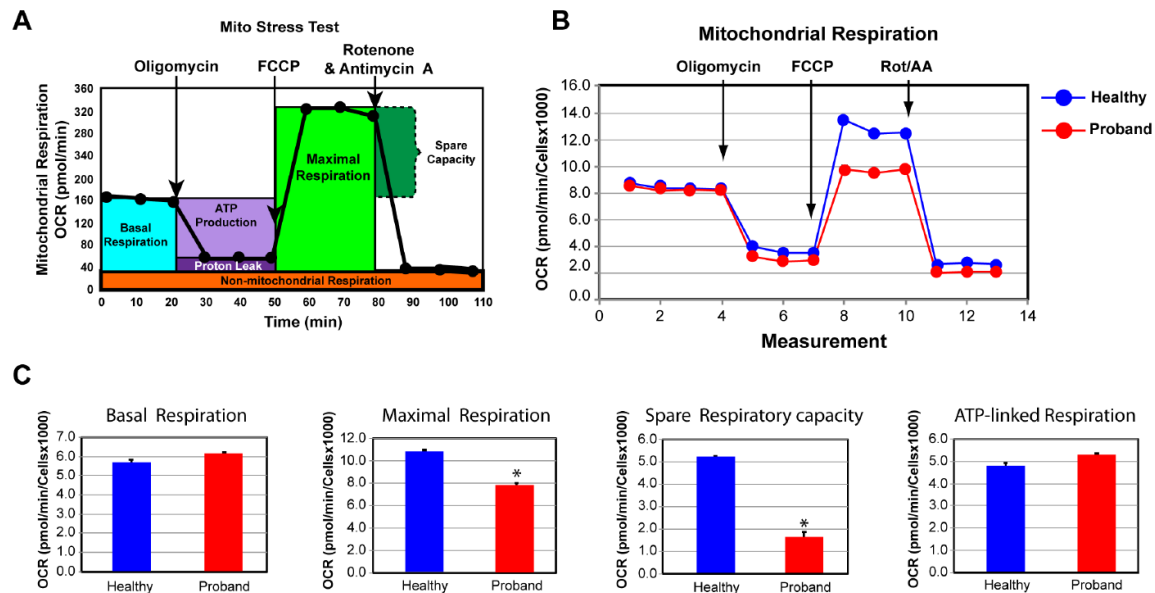 A
Mito Stress Test
Oligomycin
FCCP
Rotenone
& Antimycin A
Mitochondrial Respiration
OCR (pmol/min)
360
320
280
240
200
160
120
80
40
0
Basal
Respiration
ATP
Production
Proton Leak
Maximal
Respiration
Spare
Capacity
Non-mitochondrial Respiration
0 10 20 30 40 50 60 70 80 90 100 110
Time (min)
B
Mitochondrial Respiration
Oligomycin
FCCP
Rot/AA
OCR (pmol/min/Cellsx1000)
16.0
14.0
12.0
10.0
8.0
6.0
4.0
2.0
0.0
0 2 4 6 8 10 12 14
Measurement
Healthy
Proband
C
Basal Respiration
OCR (pmol/min/Cellsx1000)
7.0
6.0
5.0
4.0
3.0
2.0
1.0
0.0
Healthy Proband
Maximal Respiration
OCR (pmol/min/Cellsx1000)
12.0
10.0
8.0
6.0
4.0
2.0
0.0
*
Healthy Proband
Spare Respiratory capacity
OCR (pmol/min/Cellsx1000)
6.0
5.0
4.0
3.0
2.0
1.0
0.0
*
Healthy Proband
ATP-linked Respiration
OCR (pmol/min/Cellsx1000)
6.0
5.0
4.0
3.0
2.0
1.0
0.0
Healthy Proband